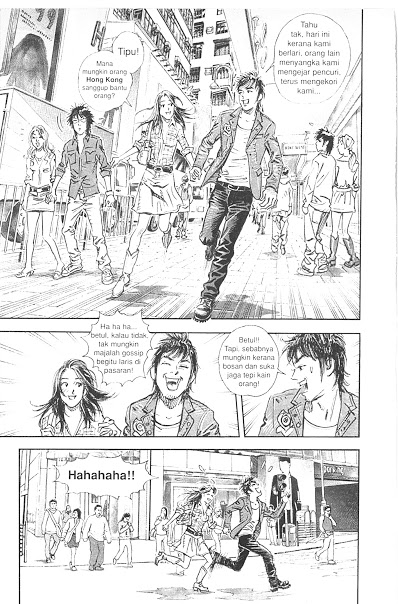 Tahu
tak, hari ini
kerana kami
berlari, orang lain
menyangka kami
mengejar pencuri,
terus mengekori
kami...
Tipu!
Mana
mungkin orang
Hong Kong
sanggup bantu
orang?
Ha ha ha...
betul, kalau tidak,
tak mungkin
majalah gossip
begitu laris di
pasaran!
Betul!!
Tapi, sebabnya
mungkin kerana
bosan dan suka
jaga tepi kain
orang!
Hahahaha!!